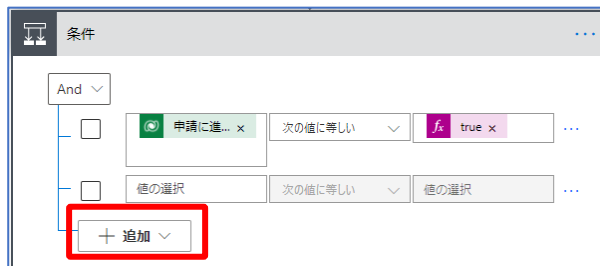 条件
And
申請に進... × 次の値に等しい fx true ×
値の選択 次の値に等しい 値の選択
＋ 追加